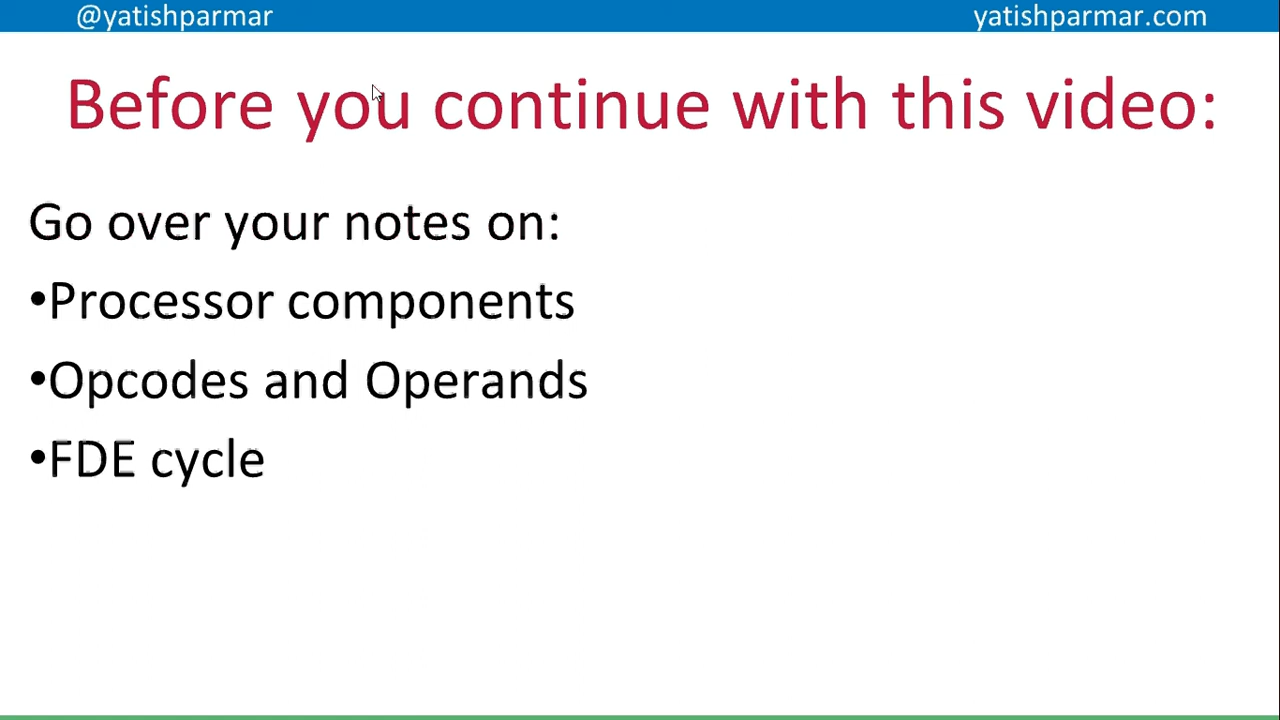 @yatishparmar
yatishparmar.com
Before you continue with this video:
Go over your notes on:
•Processor components
•Opcodes and Operands
•FDE cycle